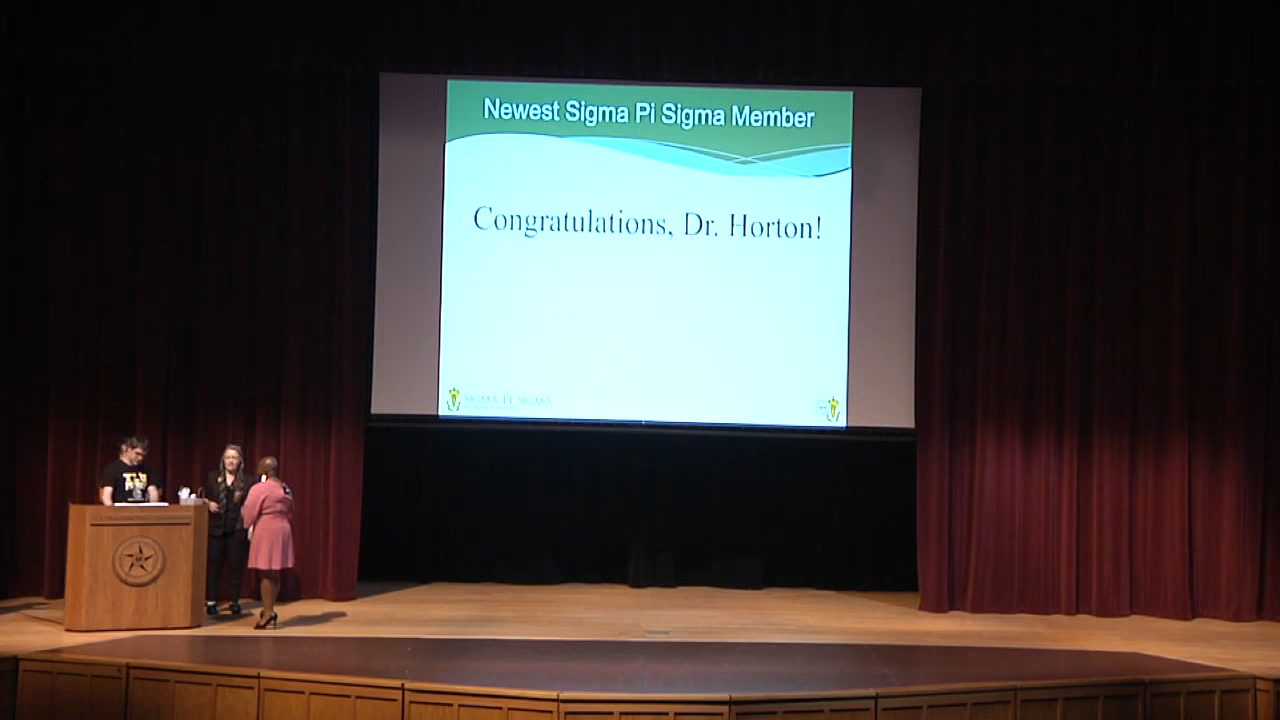 Newest Sigma Pi Sigma Member
Congratulations, Dr. Horton!
SIGMA PI SIGMA